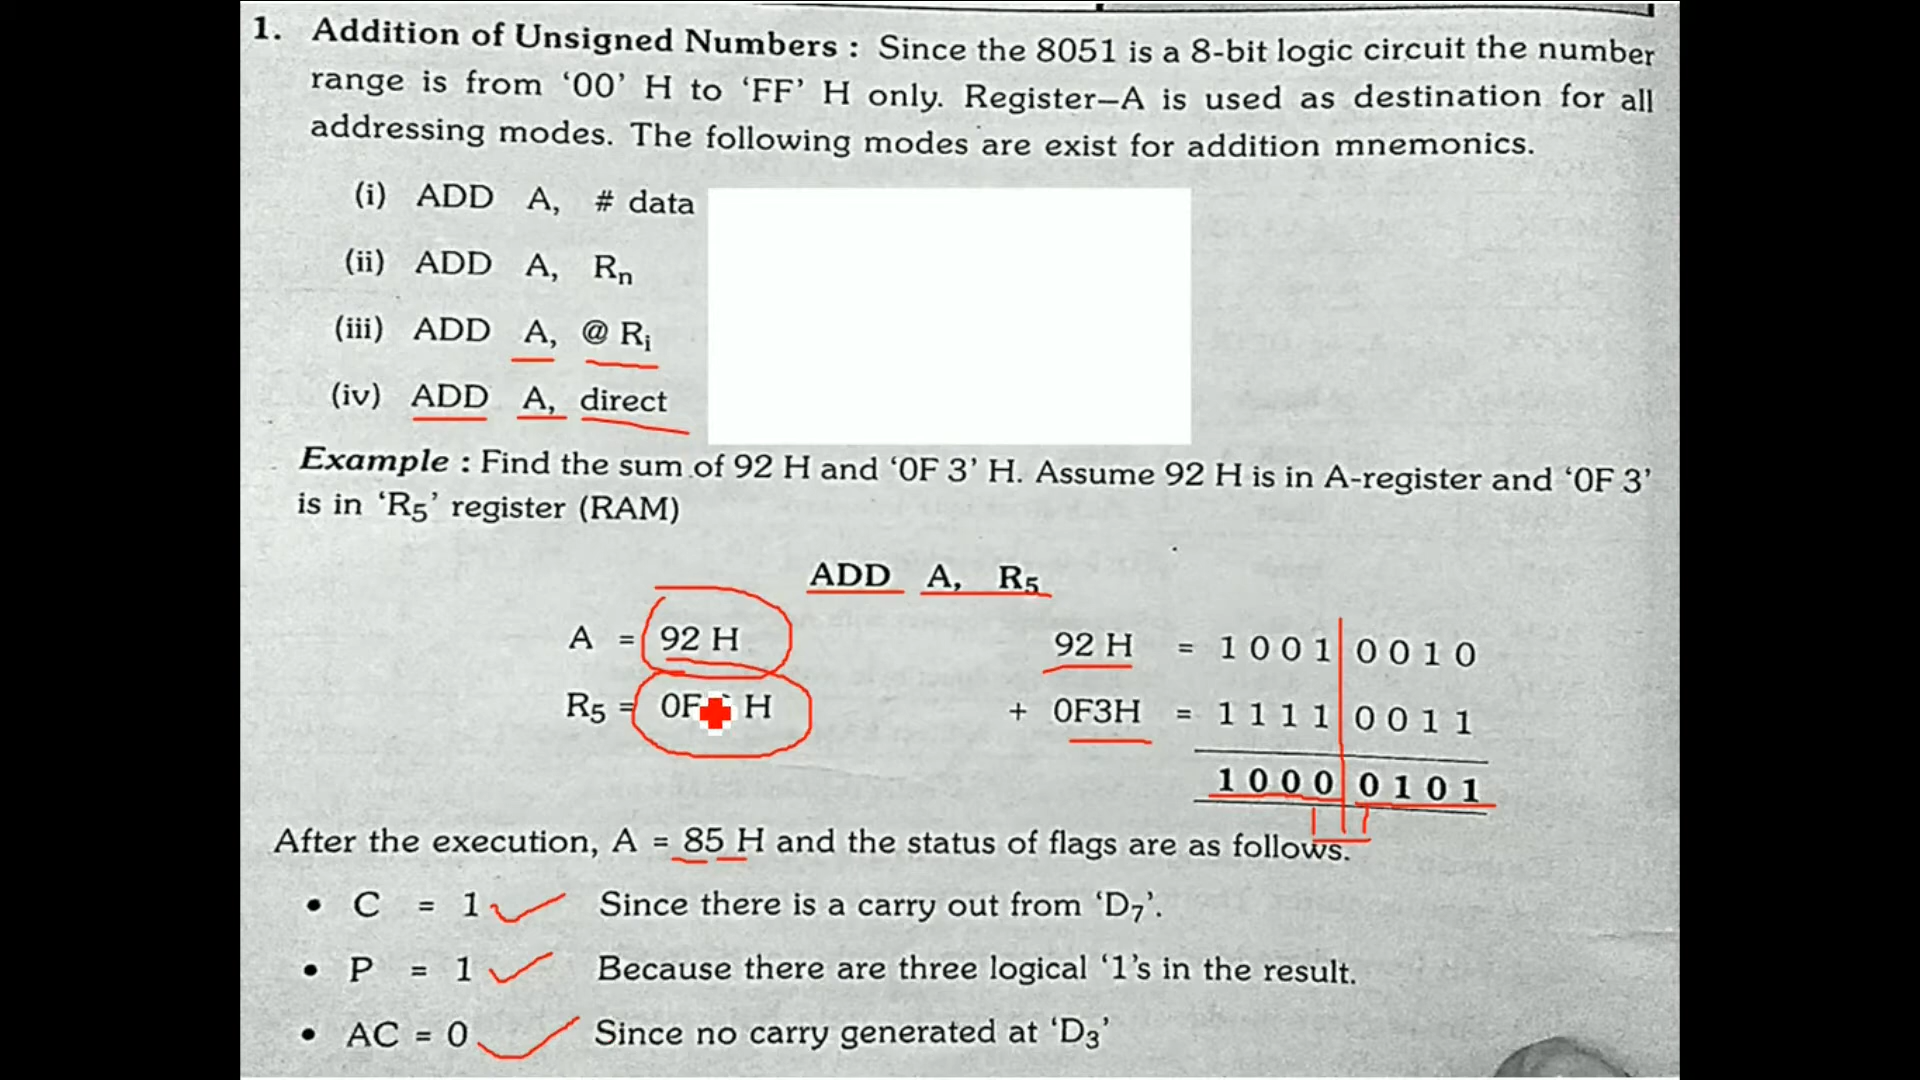 1. Addition of Unsigned Numbers : Since the 8051 is a 8-bit logic circuit the number
range is from ‘00’ H to ‘FF’ H only. Register–A is used as destination for all
addressing modes. The following modes are exist for addition mnemonics.
(i) ADD A, # data
(ii) ADD A, Rn
(iii) ADD A, @ Ri
(iv) ADD A, direct
Example : Find the sum of 92 H and ‘0F 3’ H. Assume 92 H is in A-register and ‘0F 3’
is in ‘R5’ register (RAM)
ADD A, R5
A = 92 H 92 H = 1 0 0 1 0 0 1 0
R5 = 0F H + 0F3H = 1 1 1 1 0 0 1 1
1 0 0 0 0 1 0 1
After the execution, A = 85 H and the status of flags are as follows.
• C = 1 Since there is a carry out from ‘D7’.
• P = 1 Because there are three logical ‘1’s in the result.
• AC = 0 Since no carry generated at ‘D3’